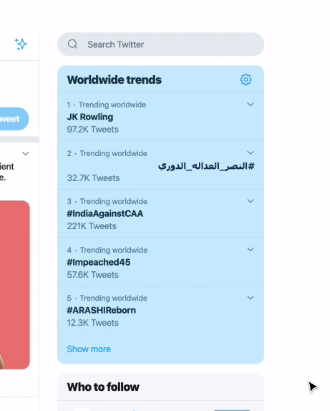 Search Twitter
weet
Worldwide trends
1 · Trending worldwide
JK Rowling
97.2K Tweets
2 · Trending worldwide
#النصر_العداله_الدوري
32.7K Tweets
ient
e.
3 · Trending worldwide
#IndiaAgainstCAA
221K Tweets
4 · Trending worldwide
#Impeached45
57.6K Tweets
5 · Trending worldwide
#ARASHIReborn
12.3K Tweets
Show more
Who to follow